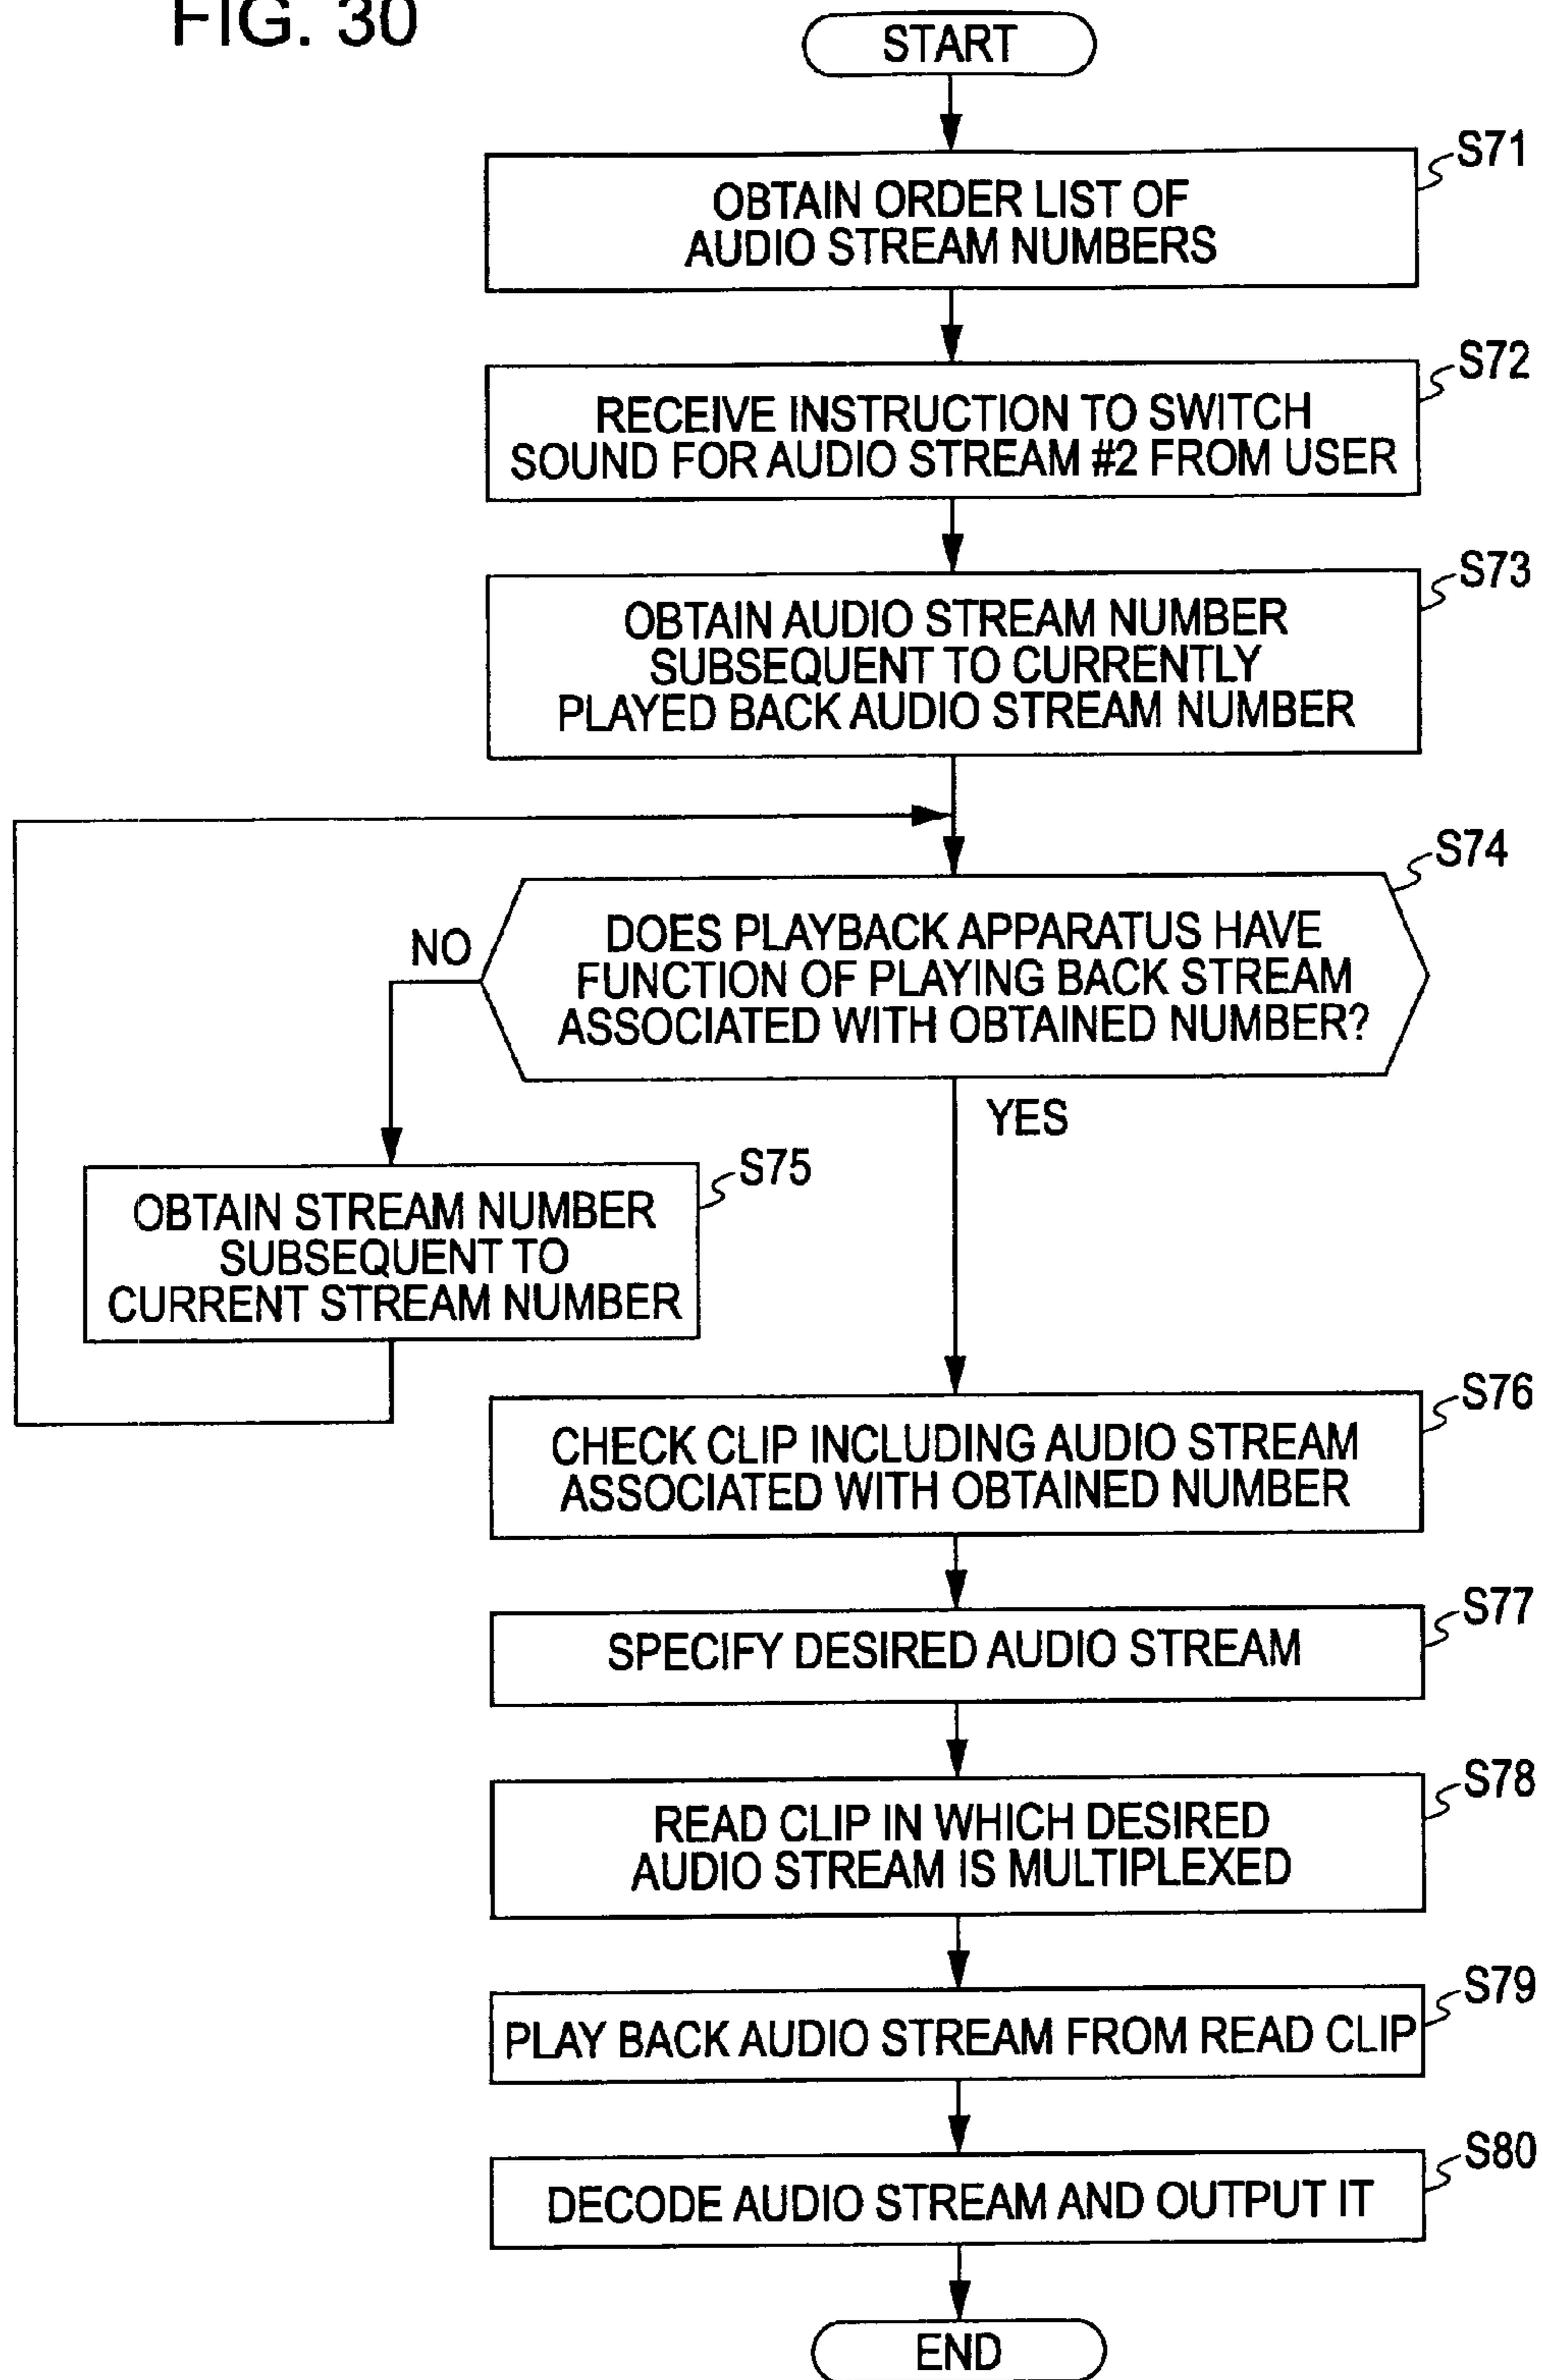 FIG. 30
START
S71
OBTAIN ORDER LIST OF
AUDIO STREAM NUMBERS
S72
RECEIVE INSTRUCTION TO SWITCH
SOUND FOR AUDIO STREAM #2 FROM USER
S73
OBTAIN AUDIO STREAM NUMBER
SUBSEQUENT TO CURRENTLY
PLAYED BACK AUDIO STREAM NUMBER
S74
DOES PLAYBACK APPARATUS HAVE
FUNCTION OF PLAYING BACK STREAM
ASSOCIATED WITH OBTAINED NUMBER?
NO
YES
S75
OBTAIN STREAM NUMBER
SUBSEQUENT TO
CURRENT STREAM NUMBER
S76
CHECK CLIP INCLUDING AUDIO STREAM
ASSOCIATED WITH OBTAINED NUMBER
S77
SPECIFY DESIRED AUDIO STREAM
S78
READ CLIP IN WHICH DESIRED
AUDIO STREAM IS MULTIPLEXED
S79
PLAY BACK AUDIO STREAM FROM READ CLIP
S80
DECODE AUDIO STREAM AND OUTPUT IT
END